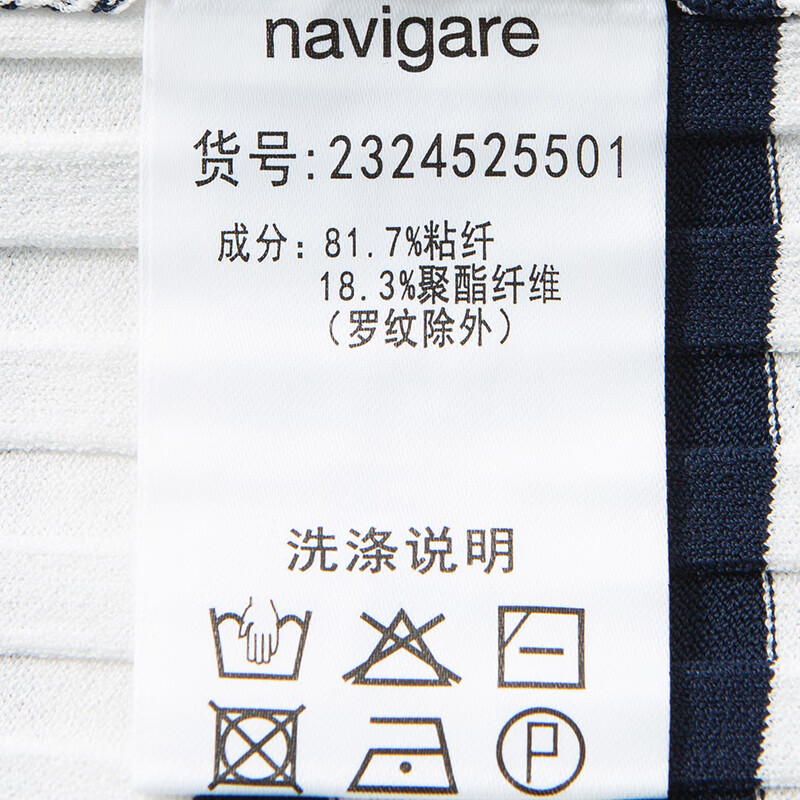 navigare
货号:2324525501
成分：81.7%粘纤
18.3%聚酯纤维
（罗纹除外）
洗涤说明
P